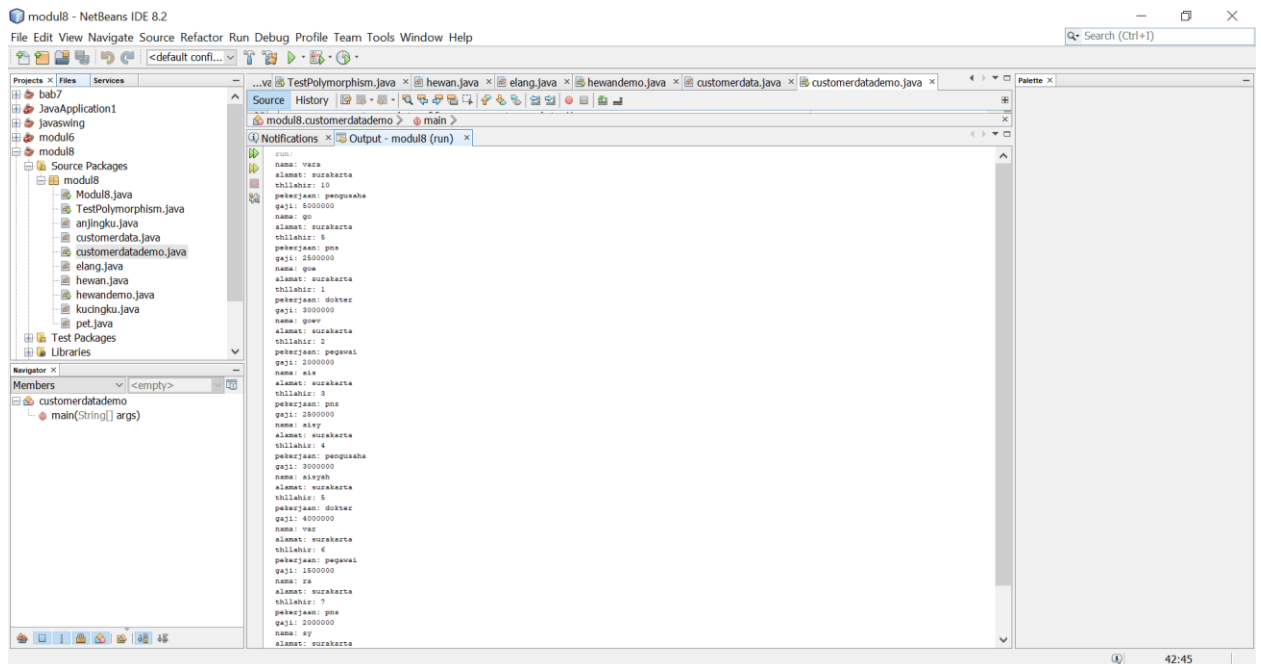 modul8 - NetBeans IDE 8.2
File Edit View Navigate Source Refactor Run Debug Profile Team Tools Window Help
Search (Ctrl+I)
<default confi...
Projects Files Services
bab7
JavaApplication1
javaswing
modul6
modul8
Source Packages
modul8
Modul8.java
TestPolymorphism.java
anjingku.java
customerdata.java
customerdatademo.java
elang.java
hewan.java
hewandemo.java
kucingku.java
pet.java
Test Packages
Libraries
Navigator
Members <empty>
customerdatademo
main(String[] args)
...va TestPolymorphism.java hewan.java elang.java hewandemo.java customerdata.java customerdatademo.java
Source History
modul8.customerdatademo main
Notifications Output - modul8 (run)
run:
nama: vara
alamat: surakarta
thllahir: 10
pekerjaan: pengusaha
gaji: 5000000
nama: go
alamat: surakarta
thllahir: 5
pekerjaan: pns
gaji: 2500000
nama: goe
alamat: surakarta
thllahir: 1
pekerjaan: dokter
gaji: 3000000
nama: goev
alamat: surakarta
thllahir: 2
pekerjaan: pegawai
gaji: 2000000
nama: ais
alamat: surakarta
thllahir: 3
pekerjaan: pns
gaji: 2500000
nama: aisy
alamat: surakarta
thllahir: 4
pekerjaan: pengusaha
gaji: 3000000
nama: aisyah
alamat: surakarta
thllahir: 5
pekerjaan: dokter
gaji: 4000000
nama: var
alamat: surakarta
thllahir: 6
pekerjaan: pegawai
gaji: 1500000
nama: ra
alamat: surakarta
thllahir: 7
pekerjaan: pns
gaji: 2000000
nama: sy
alamat: surakarta
Palette
42:45